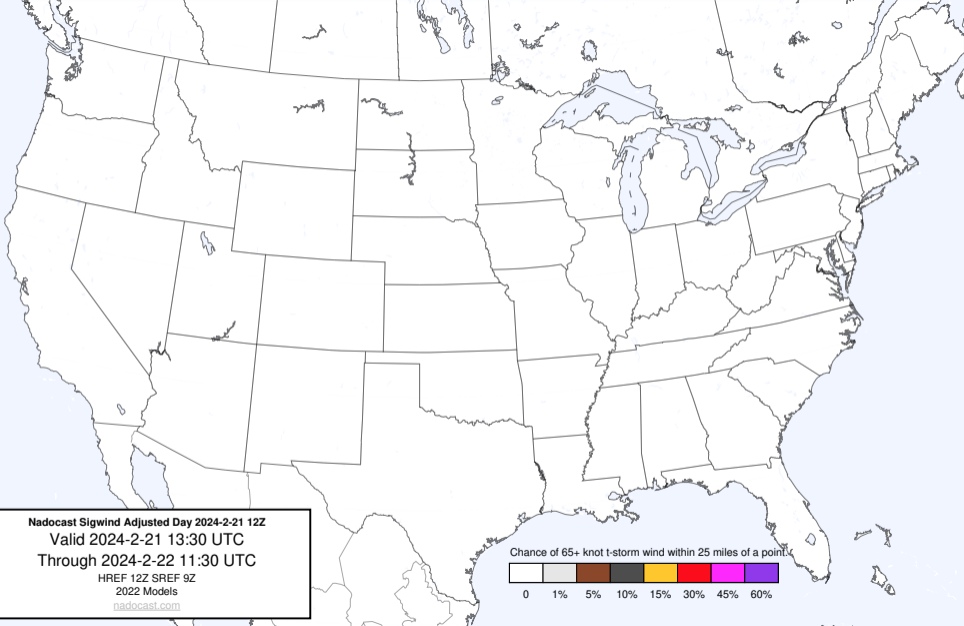 Nadocast Sigwind Adjusted Day 2024-2-21 12Z
Valid 2024-2-21 13:30 UTC
Through 2024-2-22 11:30 UTC
HREF 12Z SREF 9Z
2022 Models
nadocast.com
Chance of 65+ knot t-storm wind within 25 miles of a point.
0 1% 5% 10% 15% 30% 45% 60%